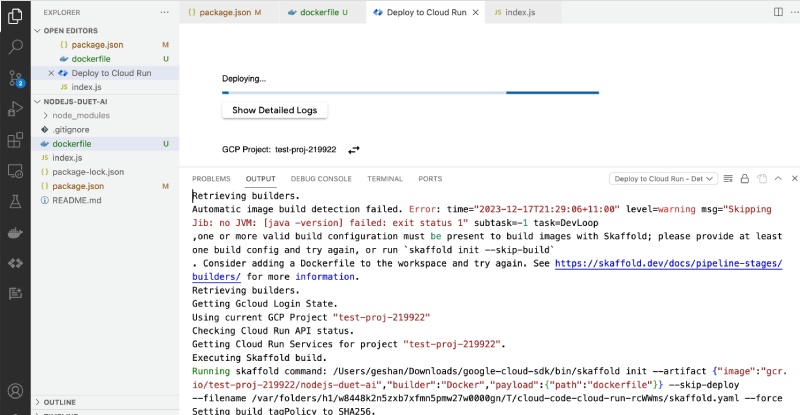 EXPLORER
OPEN EDITORS
package.json M
dockerfile U
Deploy to Cloud Run
index.js
NODEJS-DUET-AI
node_modules
.gitignore
dockerfile U
JS index.js
package-lock.json
package.json M
README.md
OUTLINE
TIMELINE
2
package.json M
dockerfile U
Deploy to Cloud Run
JS index.js
Deploying...
Show Detailed Logs
GCP Project: test-proj-219922
PROBLEMS OUTPUT DEBUG CONSOLE TERMINAL PORTS
Deploy to Cloud Run - Det
Retrieving builders.
Automatic image build detection failed. Error: time="2023-12-17T21:29:06+11:00" level=warning msg="Skipping
Jib: no JVM: [java -version] failed: exit status 1" subtask=-1 task=DevLoop
,one or more valid build configuration must be present to build images with Skaffold; please provide at least
one build config and try again, or run `skaffold init --skip-build`
. Consider adding a Dockerfile to the workspace and try again. See https://skaffold.dev/docs/pipeline-stages/
builders/ for more information.
Retrieving builders.
Getting Gcloud Login State.
Using current GCP Project "test-proj-219922"
Checking Cloud Run API status.
Getting Cloud Run Services for project "test-proj-219922".
Executing Skaffold build.
Running skaffold command: /Users/geshan/Downloads/google-cloud-sdk/bin/skaffold init --artifact {"image":"gcr.
io/test-proj-219922/nodejs-duet-ai","builder":"Docker","payload":{"path":"dockerfile"}} --skip-deploy
--filename /var/folders/h1/w8448k2n5zxb7xfmn5pmw27w0000gn/T/cloud-code-cloud-run-rcWWms/skaffold.yaml --force
Setting build tagPolicy to SHA256.